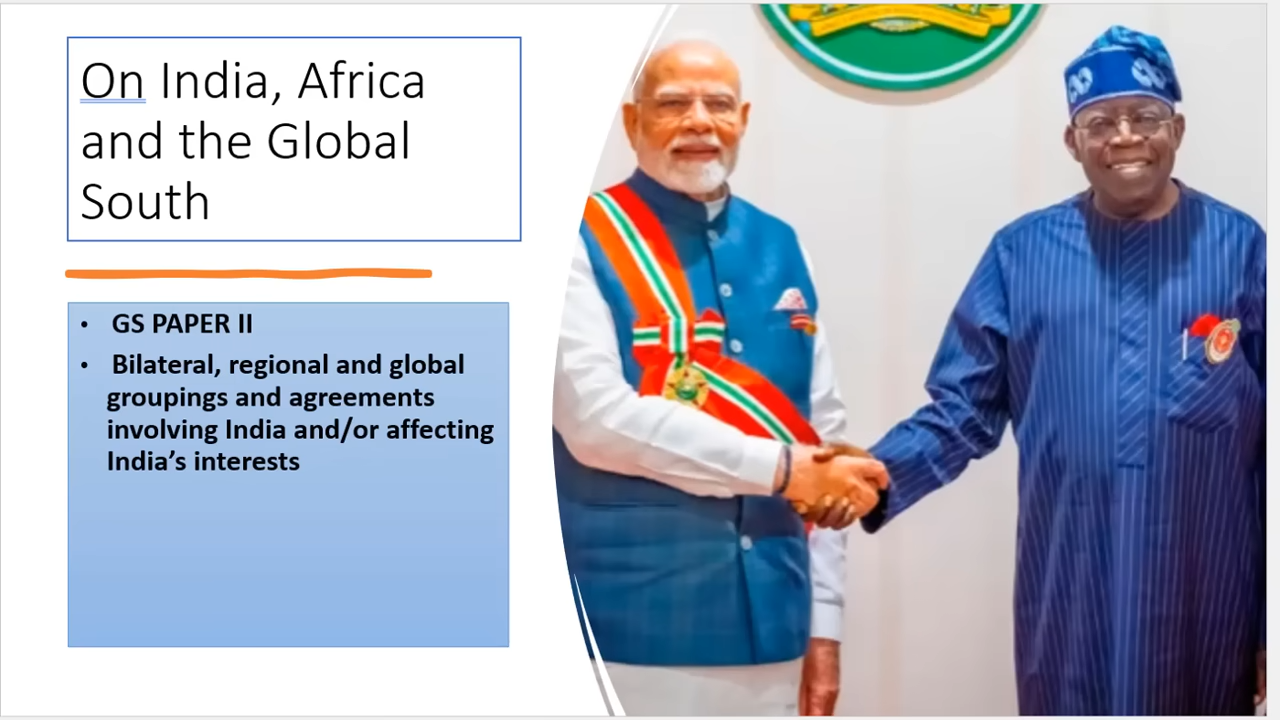 On India, Africa
and the Global
South
• GS PAPER II
• Bilateral, regional and global
groupings and agreements
involving India and/or affecting
India’s interests